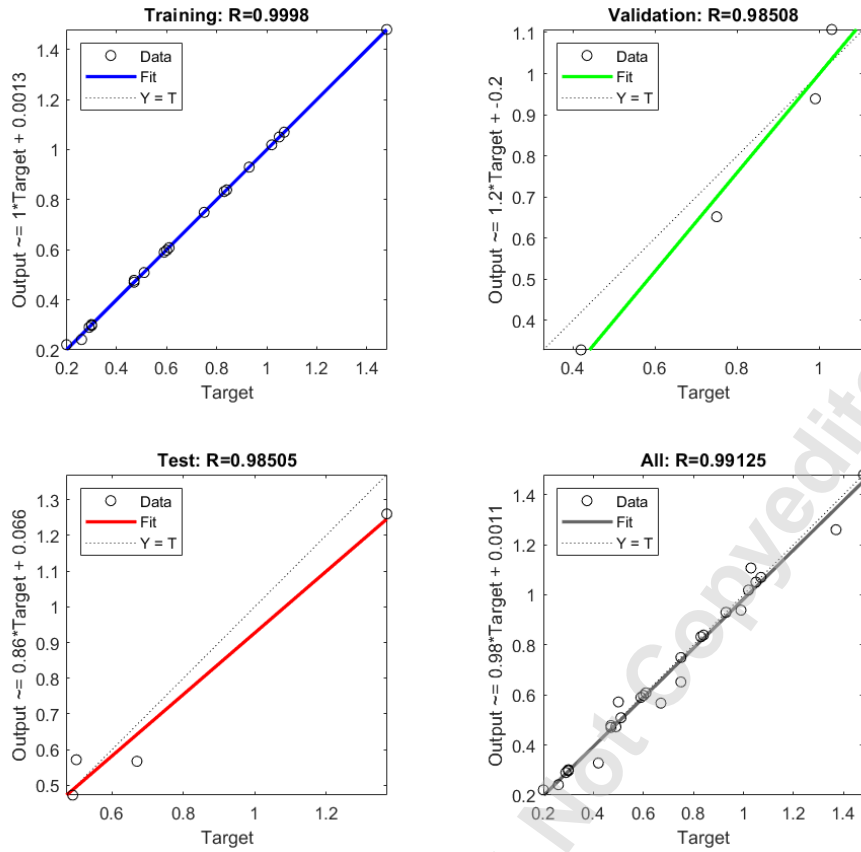 Training: R=0.9998
Data
Fit
Y = T
Output ~= 1*Target + 0.0013
1.4
1.2
1
0.8
0.6
0.4
0.2
0.2 0.4 0.6 0.8 1 1.2 1.4
Target
Validation: R=0.98508
Data
Fit
Y = T
Output ~= 1.2*Target + -0.2
1.1
1
0.9
0.8
0.7
0.6
0.5
0.4
0.4 0.6 0.8 1
Target
Test: R=0.98505
Data
Fit
Y = T
Output ~= 0.86*Target + 0.066
1.3
1.2
1.1
1
0.9
0.8
0.7
0.6
0.5
0.6 0.8 1 1.2
Target
All: R=0.99125
Data
Fit
Y = T
Output ~= 0.98*Target + 0.0011
1.4
1.2
1
0.8
0.6
0.4
0.2
0.2 0.4 0.6 0.8 1 1.2 1.4
Target
Not Copyedite